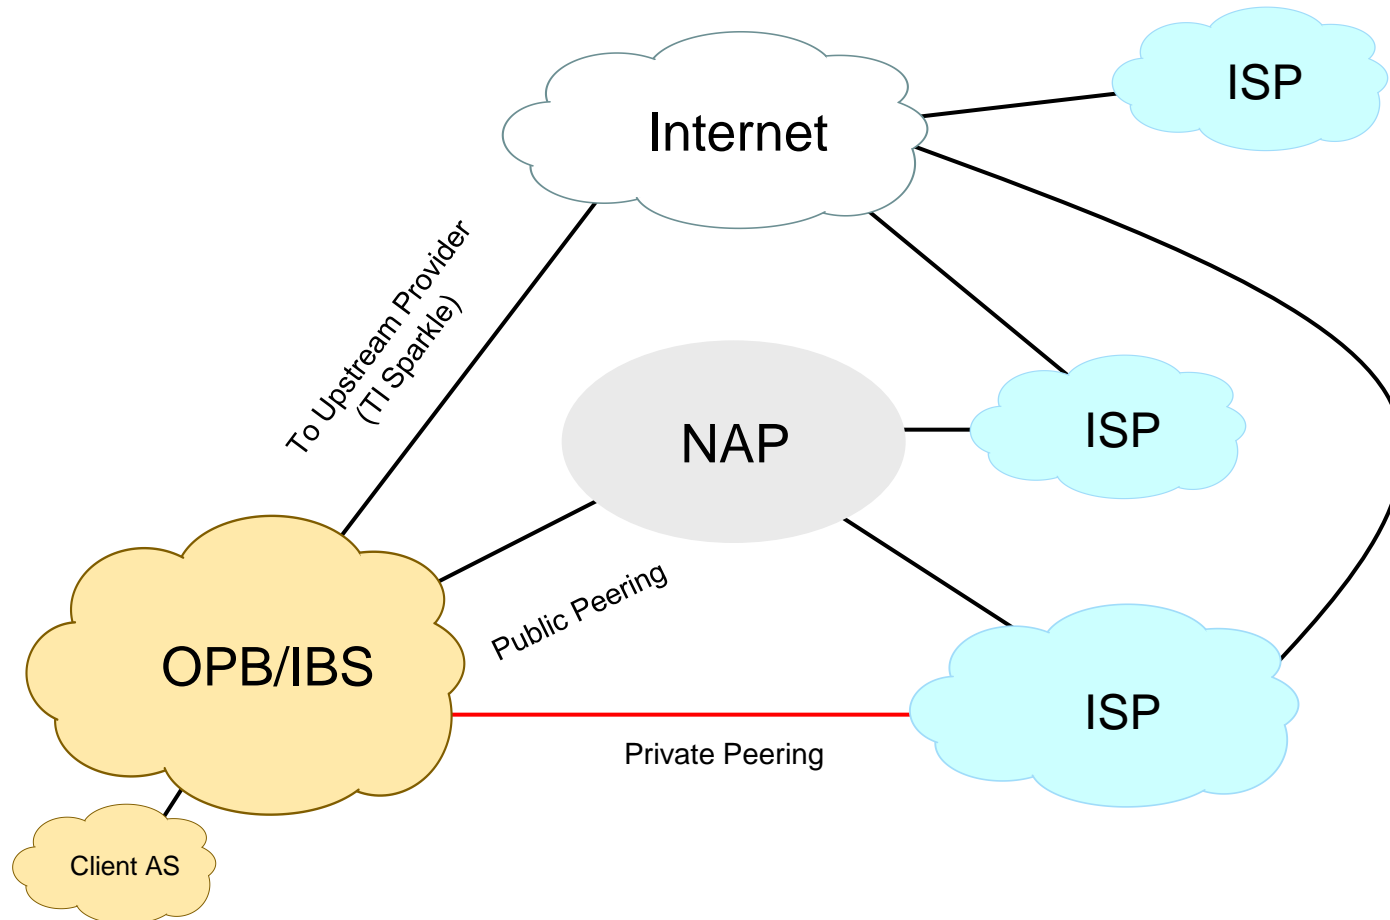 ISP
Internet
To Upstream Provider
(TI Sparkle)
NAP
ISP
Public Peering
OPB/IBS
ISP
Private Peering
Client AS